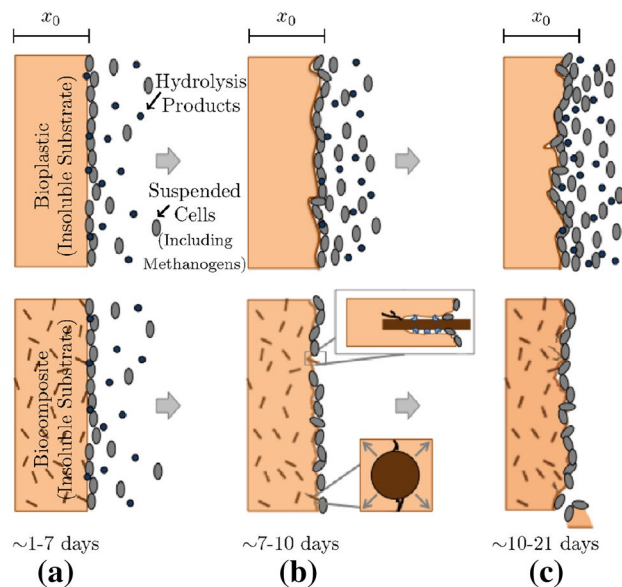 x₀
x₀
x₀
Hydrolysis
Products
Bioplastic
(Insoluble Substrate)
Suspended
Cells
(Including
Methanogens)
Biocomposite
(Insoluble Substrate)
~1-7 days
~7-10 days
~10-21 days
(a)
(b)
(c)